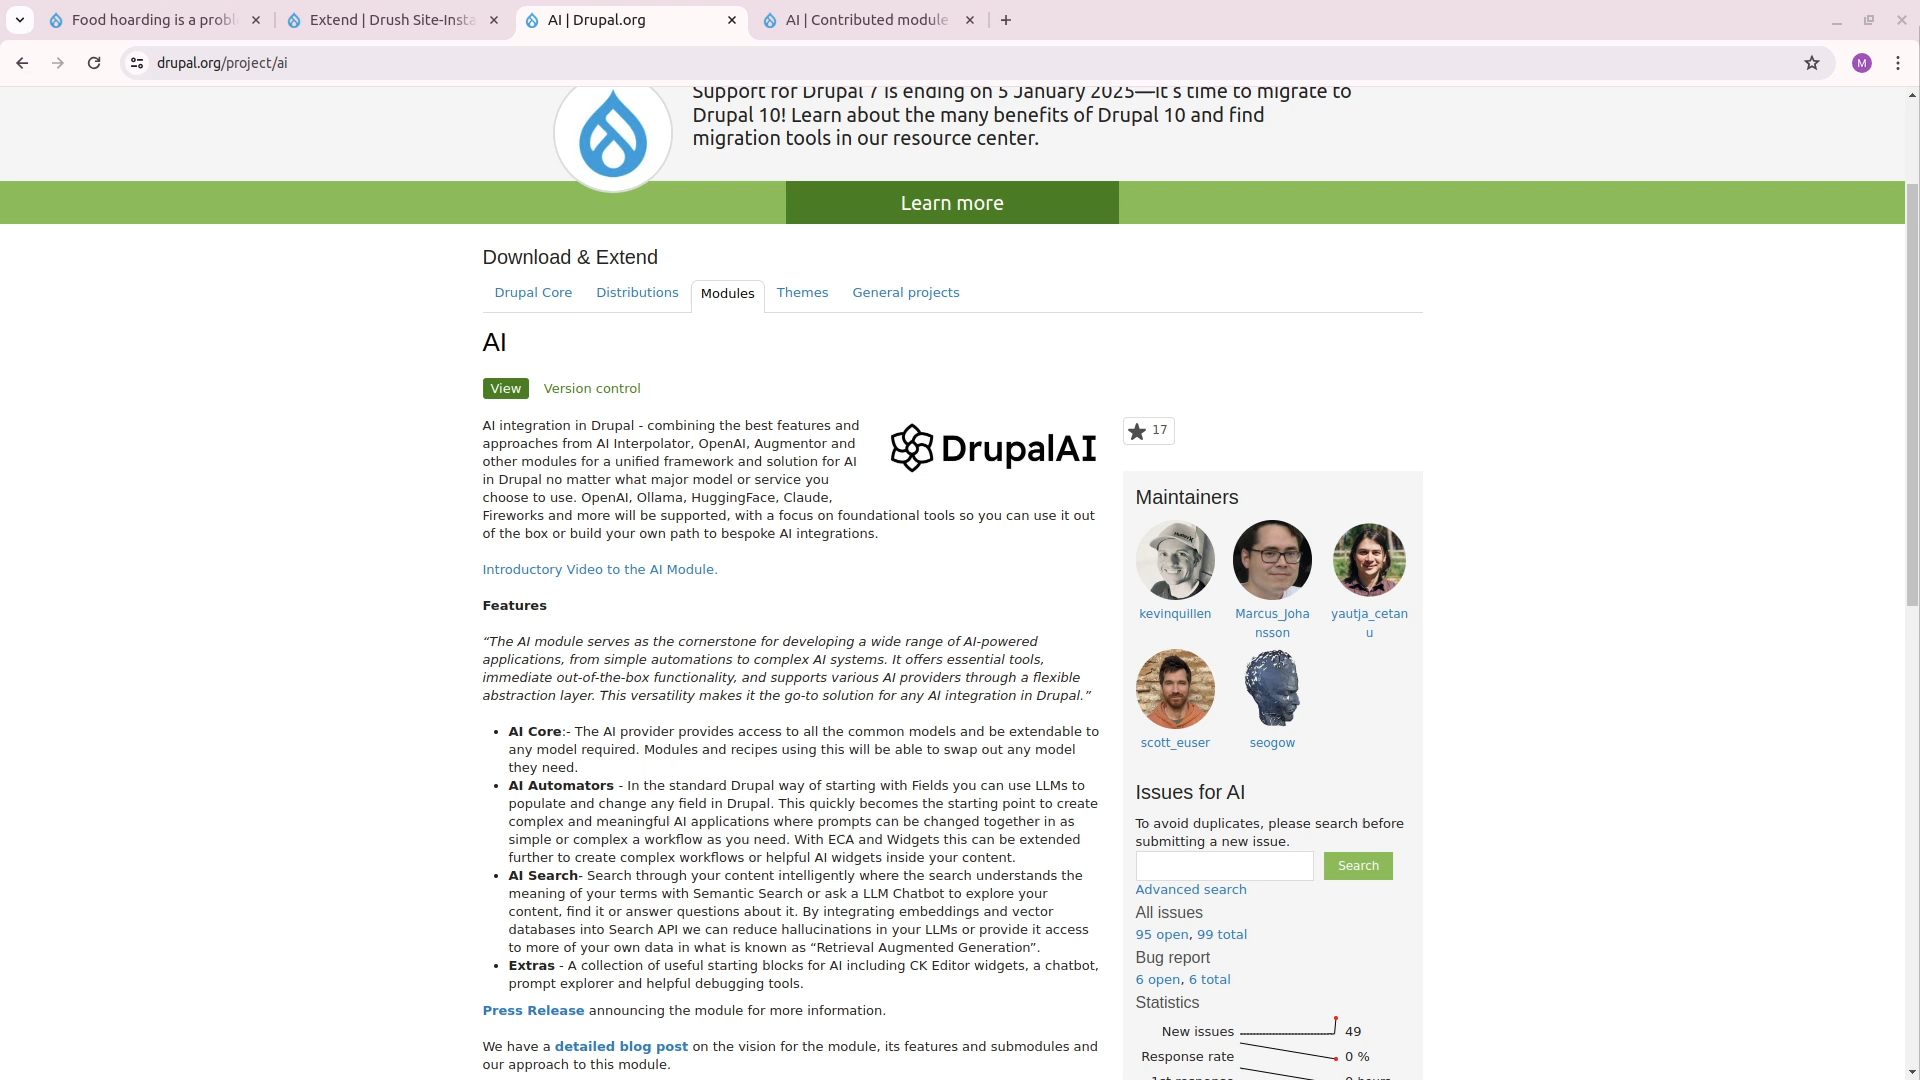 Food hoarding is a probl
Extend | Drush Site-Insta
AI | Drupal.org
AI | Contributed module
drupal.org/project/ai
M
Support for Drupal 7 is ending on 5 January 2025—it's time to migrate to
Drupal 10! Learn about the many benefits of Drupal 10 and find
migration tools in our resource center.
Learn more
Download & Extend
Drupal Core
Distributions
Modules
Themes
General projects
AI
View
Version control
AI integration in Drupal - combining the best features and
approaches from AI Interpolator, OpenAI, Augmentor and
other modules for a unified framework and solution for AI
in Drupal no matter what major model or service you
choose to use. OpenAI, Ollama, HuggingFace, Claude,
Fireworks and more will be supported, with a focus on foundational tools so you can use it out
of the box or build your own path to bespoke AI integrations.
DrupalAI
Introductory Video to the AI Module.
Features
“The AI module serves as the cornerstone for developing a wide range of AI-powered
applications, from simple automations to complex AI systems. It offers essential tools,
immediate out-of-the-box functionality, and supports various AI providers through a flexible
abstraction layer. This versatility makes it the go-to solution for any AI integration in Drupal.”
• AI Core:- The AI provider provides access to all the common models and be extendable to
any model required. Modules and recipes using this will be able to swap out any model
they need.
• AI Automators - In the standard Drupal way of starting with Fields you can use LLMs to
populate and change any field in Drupal. This quickly becomes the starting point to create
complex and meaningful AI applications where prompts can be changed together in as
simple or complex a workflow as you need. With ECA and Widgets this can be extended
further to create complex workflows or helpful AI widgets inside your content.
• AI Search- Search through your content intelligently where the search understands the
meaning of your terms with Semantic Search or ask a LLM Chatbot to explore your
content, find it or answer questions about it. By integrating embeddings and vector
databases into Search API we can reduce hallucinations in your LLMs or provide it access
to more of your own data in what is known as “Retrieval Augmented Generation”.
• Extras - A collection of useful starting blocks for AI including CK Editor widgets, a chatbot,
prompt explorer and helpful debugging tools.
Press Release announcing the module for more information.
We have a detailed blog post on the vision for the module, its features and submodules and
our approach to this module.
17
Maintainers
kevinquillen
Marcus_Joha
nsson
yautja_cetan
u
scott_euser
seogow
Issues for AI
To avoid duplicates, please search before
submitting a new issue.
Search
Advanced search
All issues
95 open, 99 total
Bug report
6 open, 6 total
Statistics
New issues 49
Response rate 0 %
1st response 0 hours